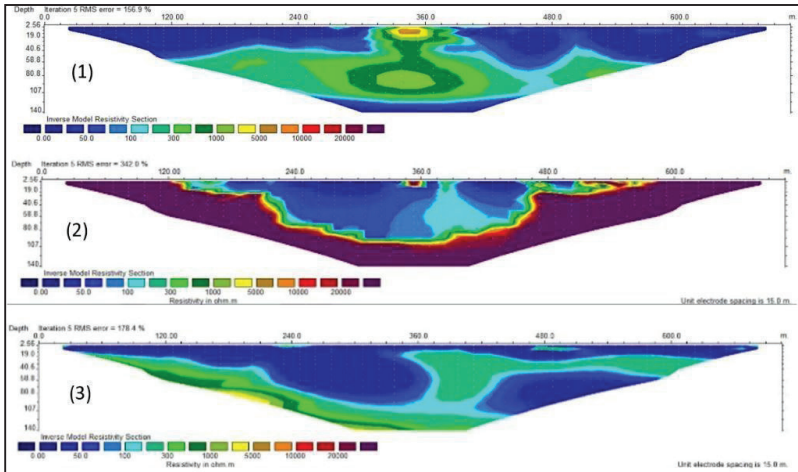 Depth Iteration 5 RMS error = 156.9 %
0.0 120.00 240.0 360.0 480.0 600.0 m.
2.56
19.0
40.6
58.8
80.8
107
140.
(1)
Inverse Model Resistivity Section
0.00 50.0 100 300 1000 5000 10000 20000
Depth Iteration 5 RMS error = 342.0 %
0.0 120.00 240.0 360.0 480.0 600.0 m.
2.56
19.0
40.6
58.8
80.8
107.
140.
(2)
Inverse Model Resistivity Section
0.00 50.0 100 300 1000 5000 10000 20000
Resistivity in ohm.m Unit electrode spacing is 15.0 m.
Depth Iteration 5 RMS error = 178.4 %
0.0 120.00 240.0 360.0 480.0 600.0 m.
19.0
40.6
80.8
107.
140.
(3)
Inverse Model Resistivity Section
0.00 50.0 100 300 1000 5000 10000 20000
Resistivity in ohm.m Unit electrode spacing is 15.0 m.